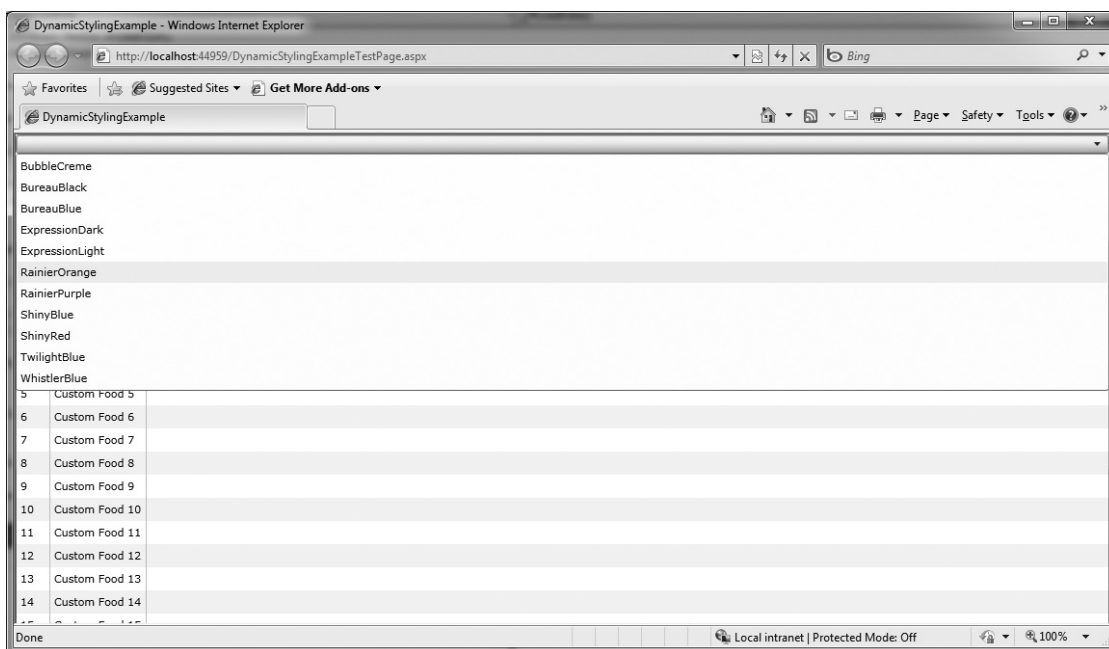 DynamicStylingExample - Windows Internet Explorer
http://localhost:44959/DynamicStylingExampleTestPage.aspx
Bing
Favorites Suggested Sites Get More Add-ons
DynamicStylingExample
Page Safety Tools
BubbleCreme
BureauBlack
BureauBlue
ExpressionDark
ExpressionLight
RainierOrange
RainierPurple
ShinyBlue
ShinyRed
TwilightBlue
WhistlerBlue
5 Custom Food 5
6 Custom Food 6
7 Custom Food 7
8 Custom Food 8
9 Custom Food 9
10 Custom Food 10
11 Custom Food 11
12 Custom Food 12
13 Custom Food 13
14 Custom Food 14
Done Local intranet | Protected Mode: Off 100%